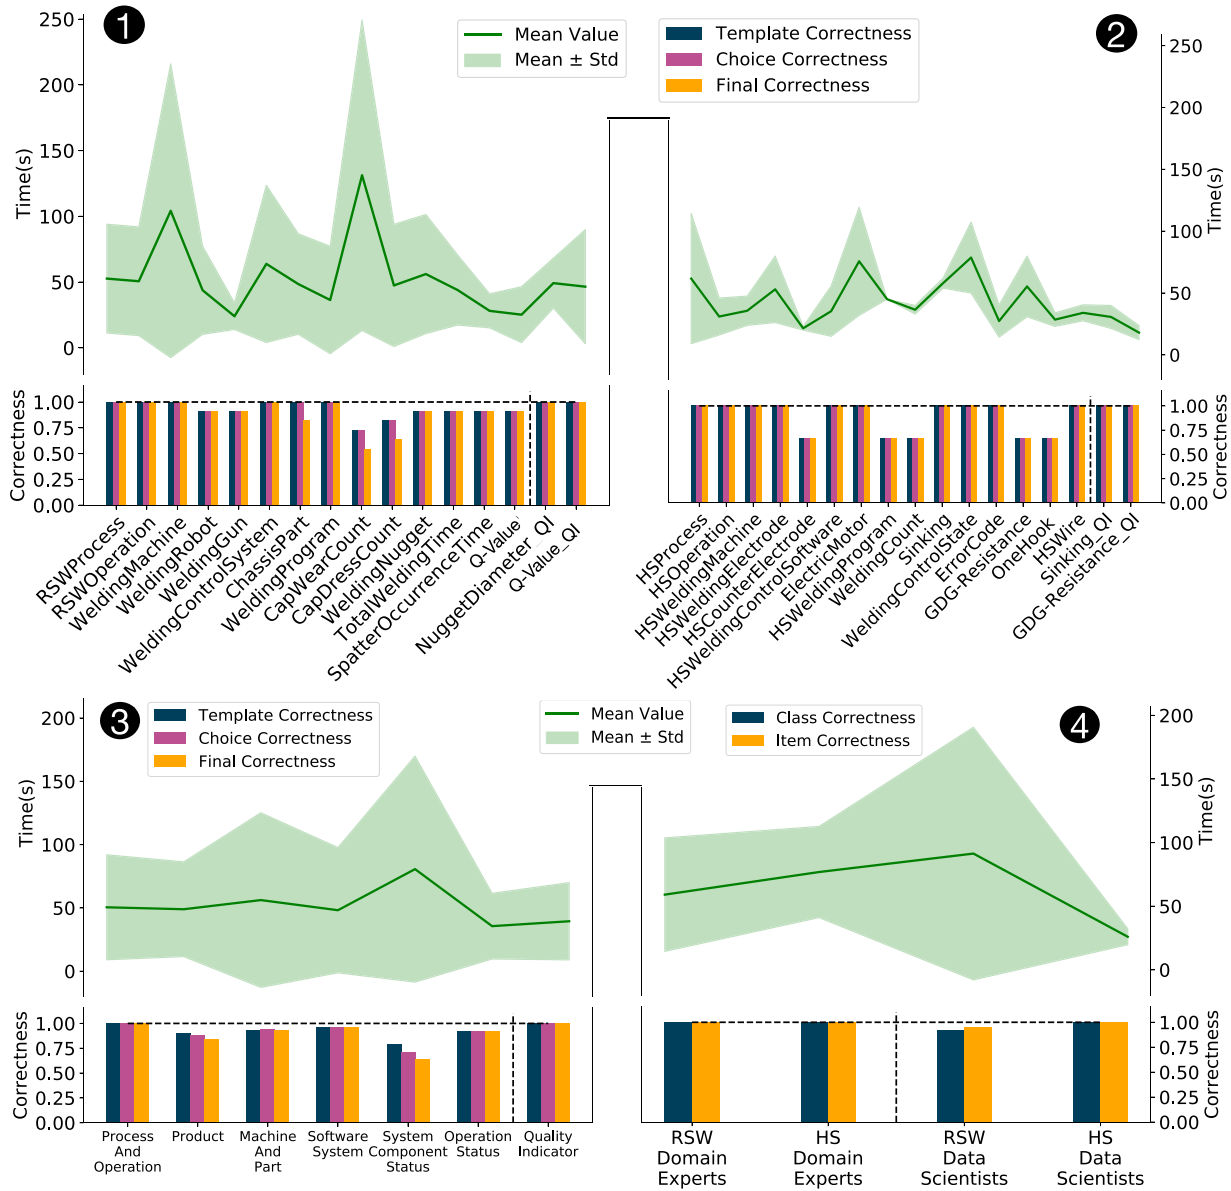 1
Mean Value
Mean ± Std
Template Correctness
Choice Correctness
Final Correctness
2
250
200
150
100
50
0
Time(s)
250
200
150
100
50
0
Time(s)
1.00
0.75
0.50
0.25
0.00
Correctness
1.00
0.75
0.50
0.25
0.00
Correctness
RSWProcess
RSWOperation
WeldingMachine
WeldingRobot
WeldingGun
WeldingControlSystem
ChassisPart
WeldingProgram
CapWearCount
CapDressCount
WeldingNugget
TotalWeldingTime
SpatterOccurrenceTime
Q-Value
NuggetDiameter_QI
Q-Value_QI
HSProcess
HSOperation
HSWeldingMachine
HSWeldingElectrode
HSCounterElectrode
HSWeldingControlSoftware
ElectricMotor
HSWeldingProgram
WeldingCount
Sinking
WeldingControlState
ErrorCode
GDG-Resistance
OneHook
HSWire
Sinking_QI
GDG-Resistance_QI
3
Template Correctness
Choice Correctness
Final Correctness
Mean Value
Mean ± Std
Class Correctness
Item Correctness
4
200
150
100
50
0
Time(s)
200
150
100
50
0
Time(s)
1.00
0.75
0.50
0.25
0.00
Correctness
1.00
0.75
0.50
0.25
0.00
Correctness
Process
And
Operation
Product
Machine
And
Part
Software
System
System
Component
Status
Operation
Status
Quality
Indicator
RSW
Domain
Experts
HS
Domain
Experts
RSW
Data
Scientists
HS
Data
Scientists